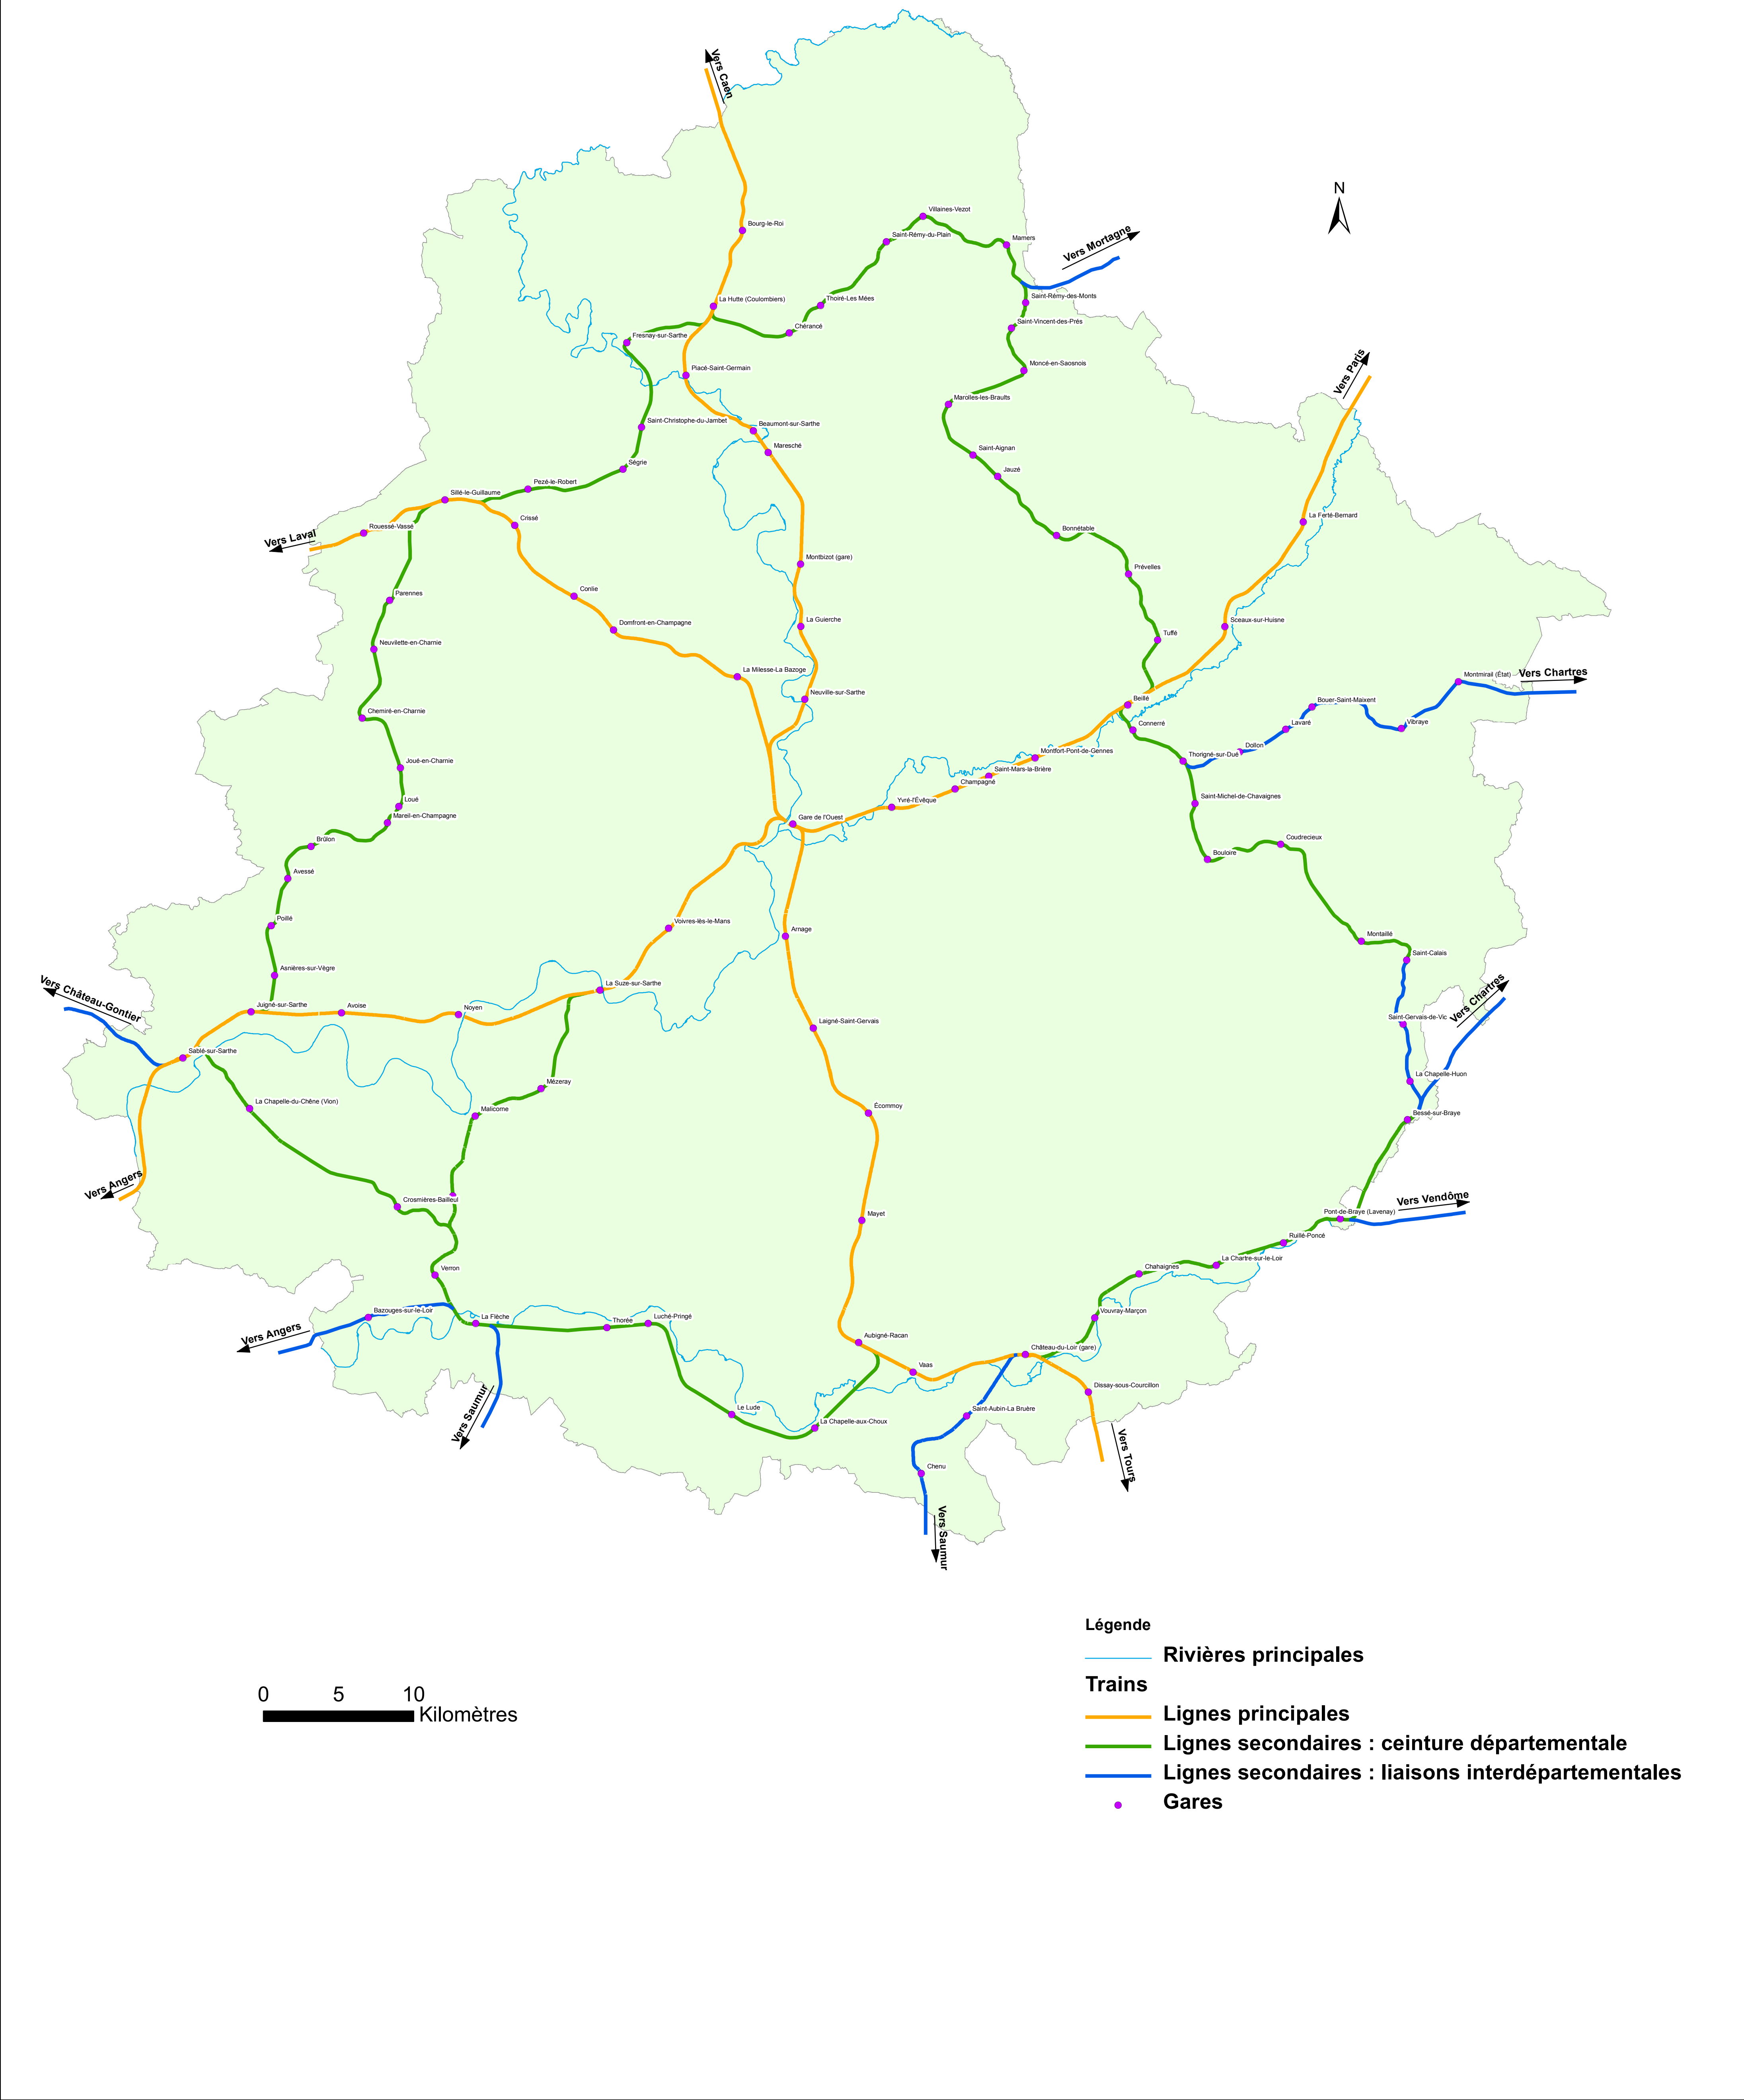 Vers Caen
N
Bourg-le-Roi
Villaines-Vezot
Saint-Rémy-du-Plain
Mamers
Vers Mortagne
La Hutte (Coulombiers)
Thoiré-Les Mées
Saint-Rémy-des-Monts
Chérancé
Saint-Vincent-des-Prés
Fresnay-sur-Sarthe
Piacé-Saint-Germain
Moncé-en-Saosnois
Vers Paris
Marolles-les-Braults
Saint-Christophe-du-Jambet
Beaumont-sur-Sarthe
Maresché
Saint-Aignan
Ségrie
Jauzé
Pezé-le-Robert
Sillé-le-Guillaume
Crissé
La Ferté-Bernard
Rouessé-Vassé
Vers Laval
Bonnétable
Montbizot (gare)
Prévelles
Conlie
Parennes
Domfront-en-Champagne
La Guierche
Sceaux-sur-Huisne
Tuffé
Neuvilette-en-Charnie
La Milesse-La Bazoge
Montmirail (État)
Vers Chartres
Neuville-sur-Sarthe
Beillé
Bouer-Saint-Maixent
Chemiré-en-Charnie
Connerré
Lavaré
Vibraye
Dollon
Montfort-Pont-de-Gennes
Thorigné-sur-Dué
Joué-en-Charnie
Saint-Mars-la-Brière
Champagné
Loué
Yvré-l'Évêque
Saint-Michel-de-Chavaignes
Mareil-en-Champagne
Gare de l'Ouest
Brûlon
Coudrecieux
Bouloire
Avessé
Poillé
Voivres-lès-le-Mans
Arnage
Montaillé
Saint-Calais
Asnières-sur-Vègre
La Suze-sur-Sarthe
Vers Château-Gontier
Vers Chartres
Juigné-sur-Sarthe
Avoise
Noyen
Saint-Gervais-de-Vic
Laigné-Saint-Gervais
Sablé-sur-Sarthe
La Chapelle-Huon
Mézeray
La Chapelle-du-Chêne (Vion)
Malicorne
Écommoy
Bessé-sur-Braye
Vers Angers
Crosmières-Bailleul
Vers Vendôme
Mayet
Pont-de-Braye (Lavenay)
Ruillé-Poncé
La Chartre-sur-le-Loir
Verron
Chahaignes
Bazouges-sur-le-Loir
La Flèche
Thorée
Luché-Pringé
Vouvray-Marçon
Vers Angers
Aubigné-Racan
Château-du-Loir (gare)
Vaas
Dissay-sous-Courcillon
Vers Saumur
Le Lude
Saint-Aubin-La Bruère
La Chapelle-aux-Choux
Vers Tours
Chenu
Vers Saumur
Légende
Rivières principales
Trains
Lignes principales
Lignes secondaires : ceinture départementale
Lignes secondaires : liaisons interdépartementales
Gares
0 5 10
Kilomètres